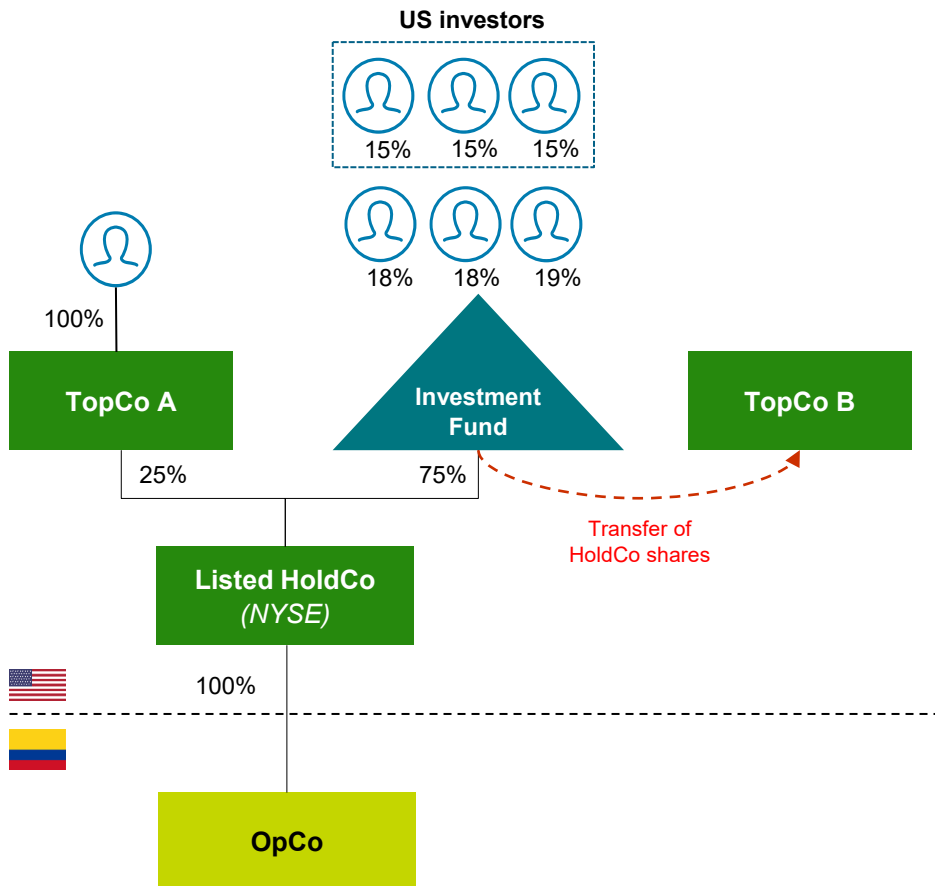 US investors
15% 15% 15%
18% 18% 19%
100%
TopCo A
Investment
Fund
TopCo B
25%
75%
Transfer of
HoldCo shares
Listed HoldCo
(NYSE)
100%
OpCo